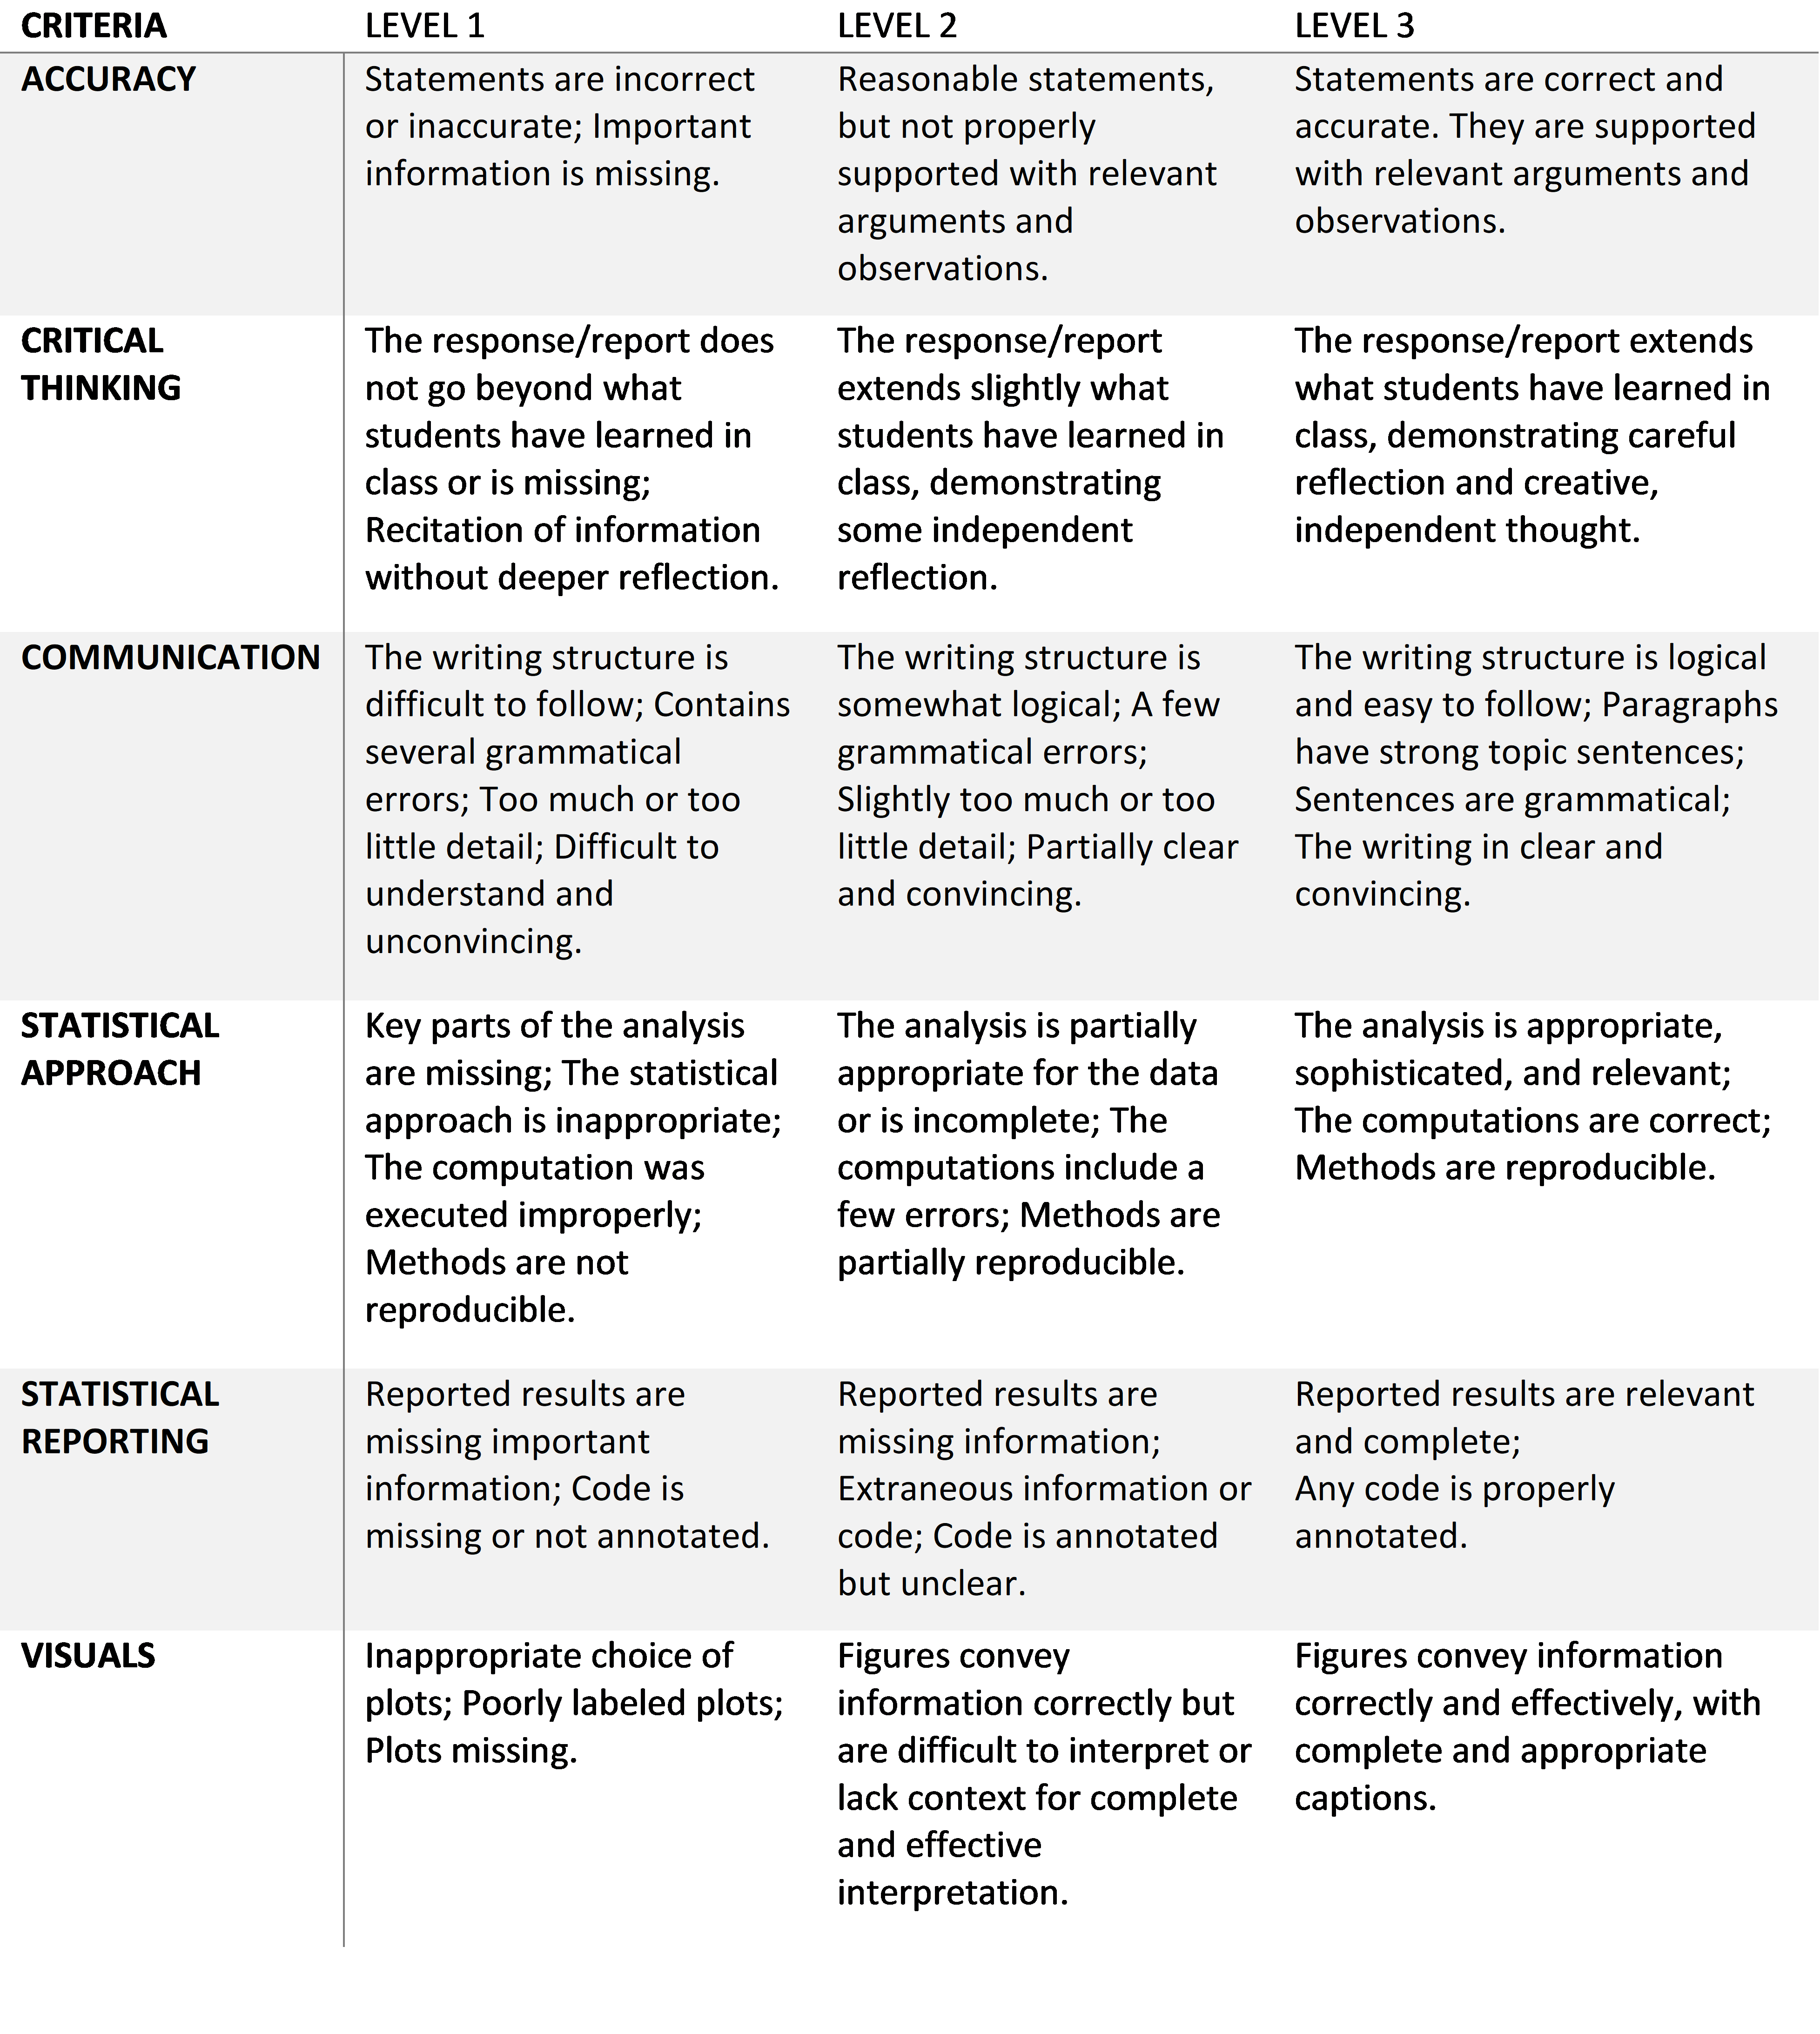 CRITERIA LEVEL 1 LEVEL 2 LEVEL 3
ACCURACY
Statements are incorrect
or inaccurate; Important
information is missing.
Reasonable statements,
but not properly
supported with relevant
arguments and
observations.
Statements are correct and
accurate. They are supported
with relevant arguments and
observations.
CRITICAL
THINKING
The response/report does
not go beyond what
students have learned in
class or is missing;
Recitation of information
without deeper reflection.
The response/report
extends slightly what
students have learned in
class, demonstrating
some independent
reflection.
The response/report extends
what students have learned in
class, demonstrating careful
reflection and creative,
independent thought.
COMMUNICATION
The writing structure is
difficult to follow; Contains
several grammatical
errors; Too much or too
little detail; Difficult to
understand and
unconvincing.
The writing structure is
somewhat logical; A few
grammatical errors;
Slightly too much or too
little detail; Partially clear
and convincing.
The writing structure is logical
and easy to follow; Paragraphs
have strong topic sentences;
Sentences are grammatical;
The writing in clear and
convincing.
STATISTICAL
APPROACH
Key parts of the analysis
are missing; The statistical
approach is inappropriate;
The computation was
executed improperly;
Methods are not
reproducible.
The analysis is partially
appropriate for the data
or is incomplete; The
computations include a
few errors; Methods are
partially reproducible.
The analysis is appropriate,
sophisticated, and relevant;
The computations are correct;
Methods are reproducible.
STATISTICAL
REPORTING
Reported results are
missing important
information; Code is
missing or not annotated.
Reported results are
missing information;
Extraneous information or
code; Code is annotated
but unclear.
Reported results are relevant
and complete;
Any code is properly
annotated.
VISUALS
Inappropriate choice of
plots; Poorly labeled plots;
Plots missing.
Figures convey
information correctly but
are difficult to interpret or
lack context for complete
and effective
interpretation.
Figures convey information
correctly and effectively, with
complete and appropriate
captions.